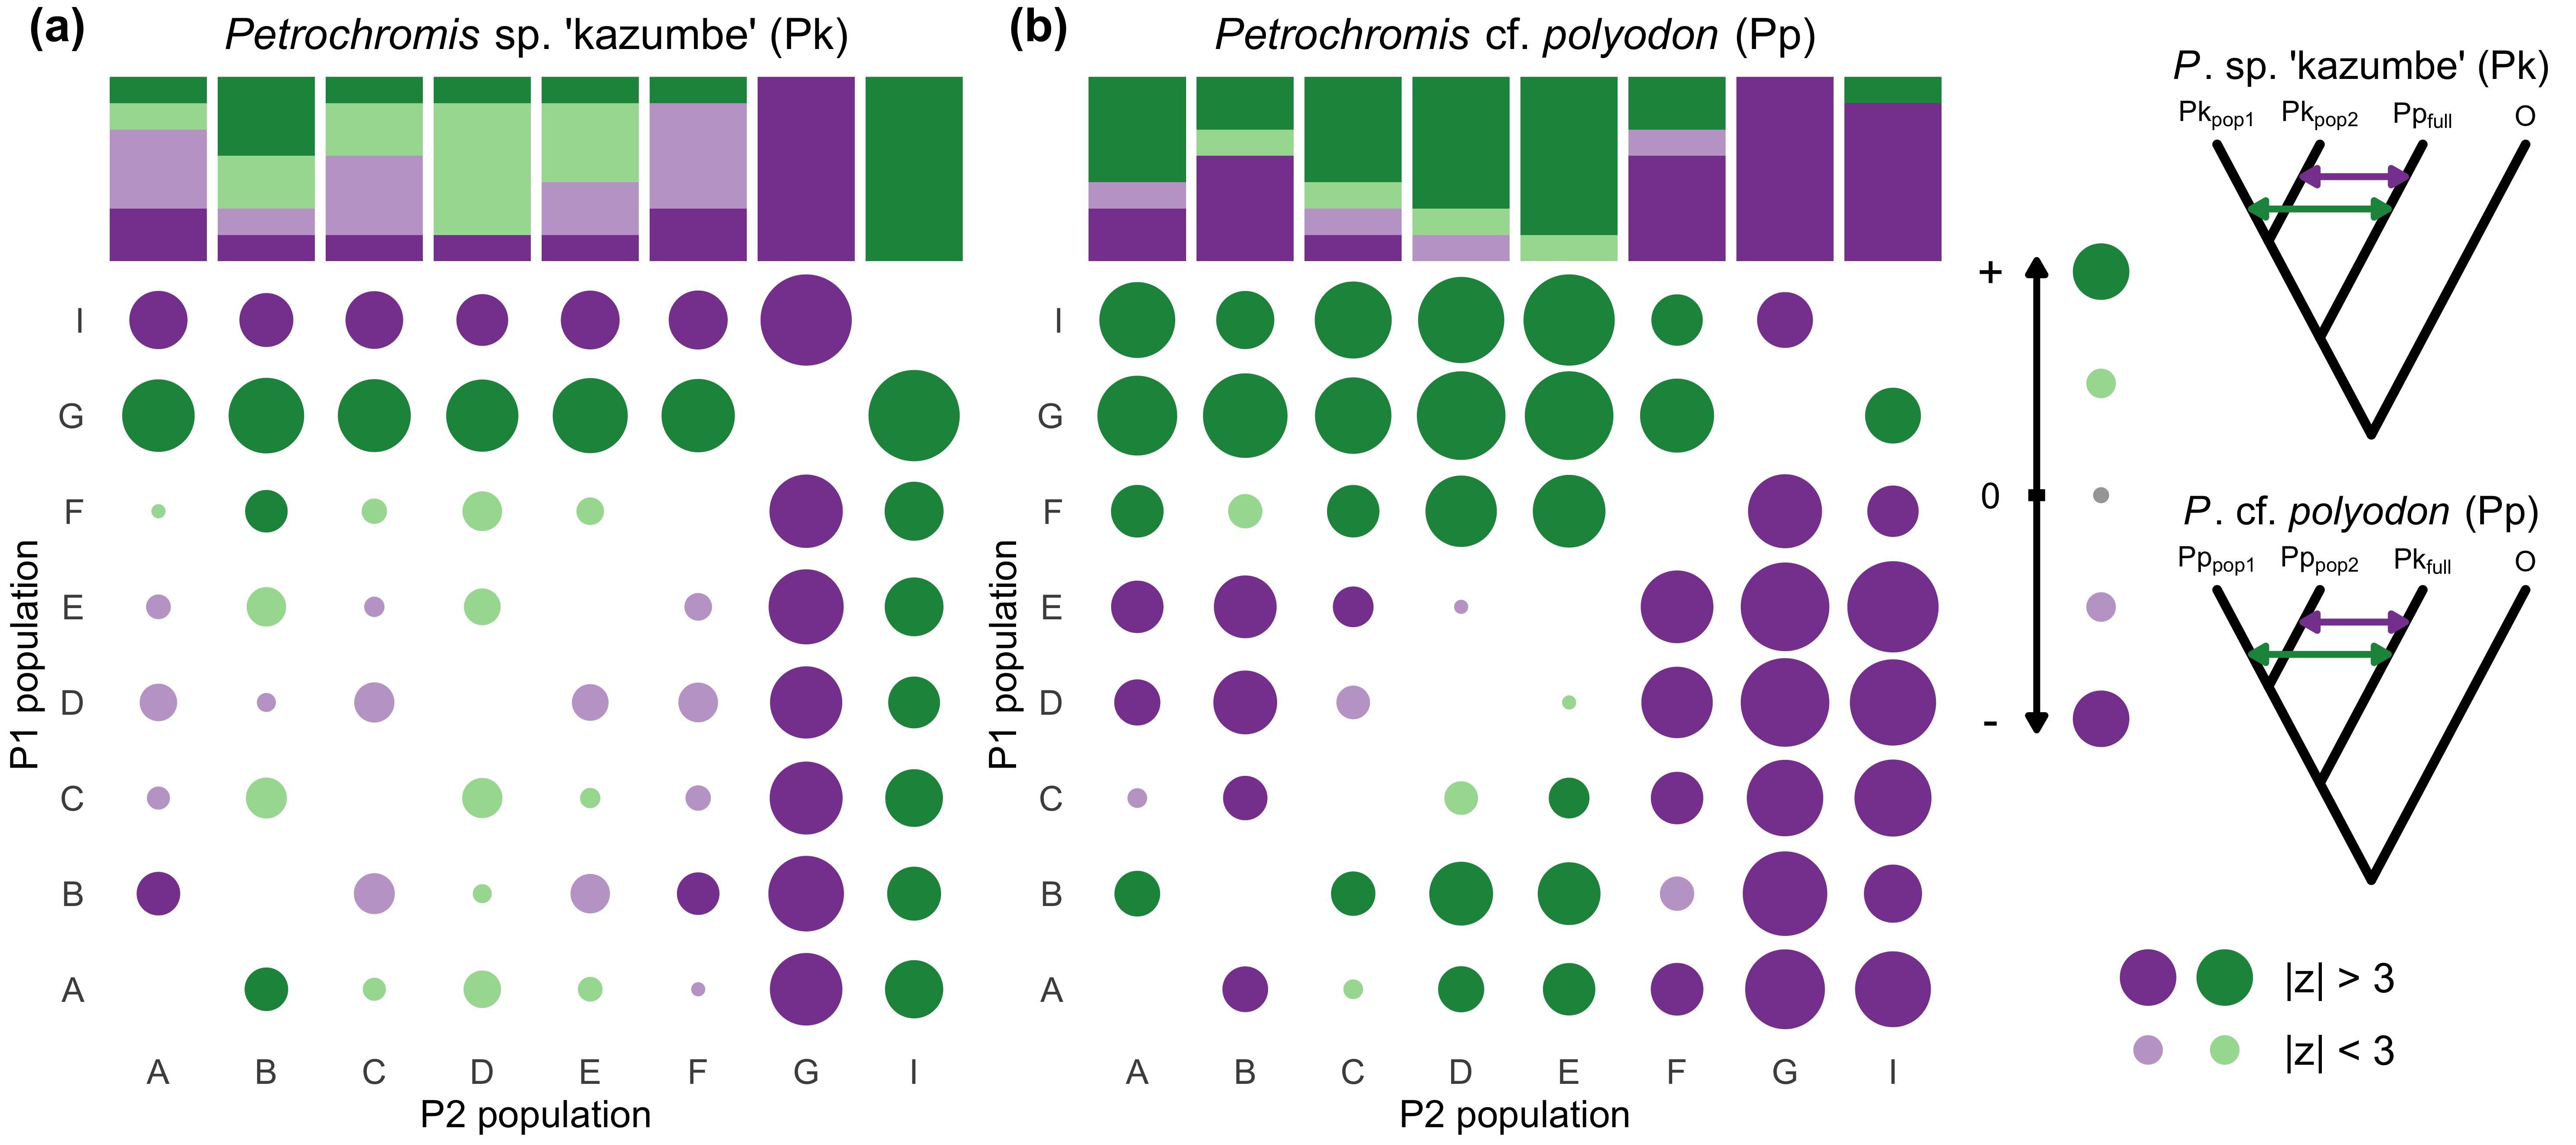 (a)
Petrochromis sp. 'kazumbe' (Pk)
I
G
F
E
D
C
B
A
P1 population
A B C D E F G I
P2 population
(b)
Petrochromis cf. polyodon (Pp)
I
G
F
E
D
C
B
A
P1 population
A B C D E F G I
P2 population
+
0
-
P. sp. 'kazumbe' (Pk)
Pkpop1 Pkpop2 Ppfull O
P. cf. polyodon (Pp)
Pppop1 Pppop2 Pkfull O
|z| > 3
|z| < 3